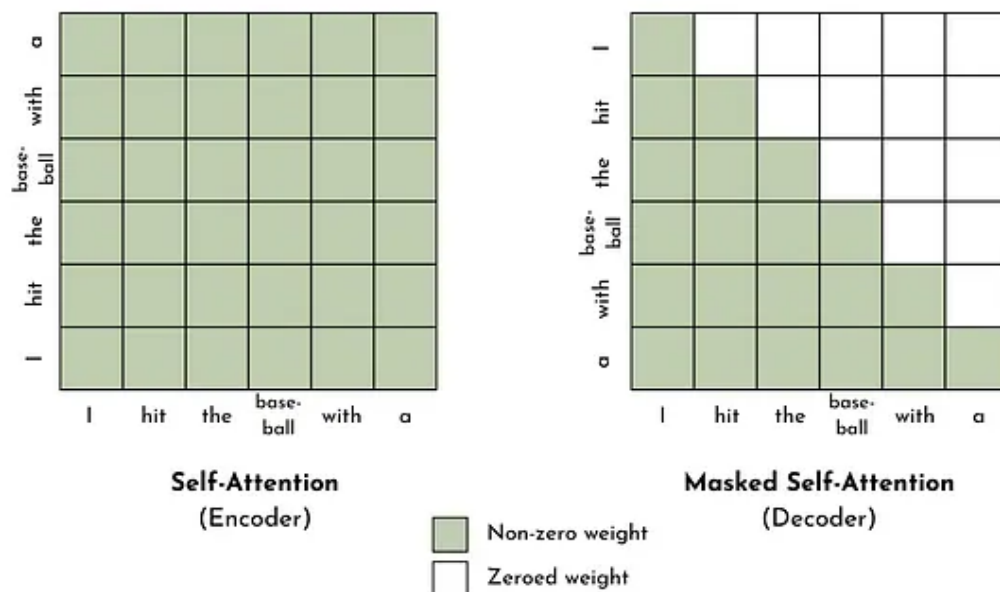 a
with
base-
ball
the
hit
I
I
hit
the
base-
ball
with
a
Self-Attention
(Encoder)
I
hit
the
base-
ball
with
a
I
hit
the
base-
ball
with
a
Masked Self-Attention
(Decoder)
Non-zero weight
Zeroed weight